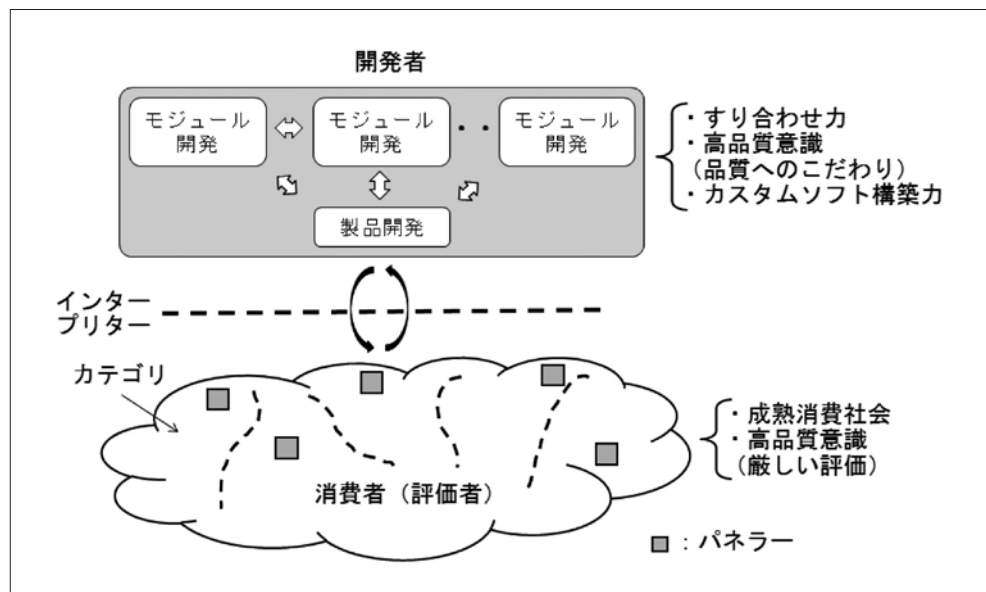 開発者
モジュール
開発
モジュール
開発
・・
モジュール
開発
製品開発
・すり合わせ力
・高品質意識
(品質へのこだわり)
・カスタムソフト構築力
インター
プリター
カテゴリ
消費者(評価者)
・成熟消費社会
・高品質意識
(厳しい評価)
:パネラー